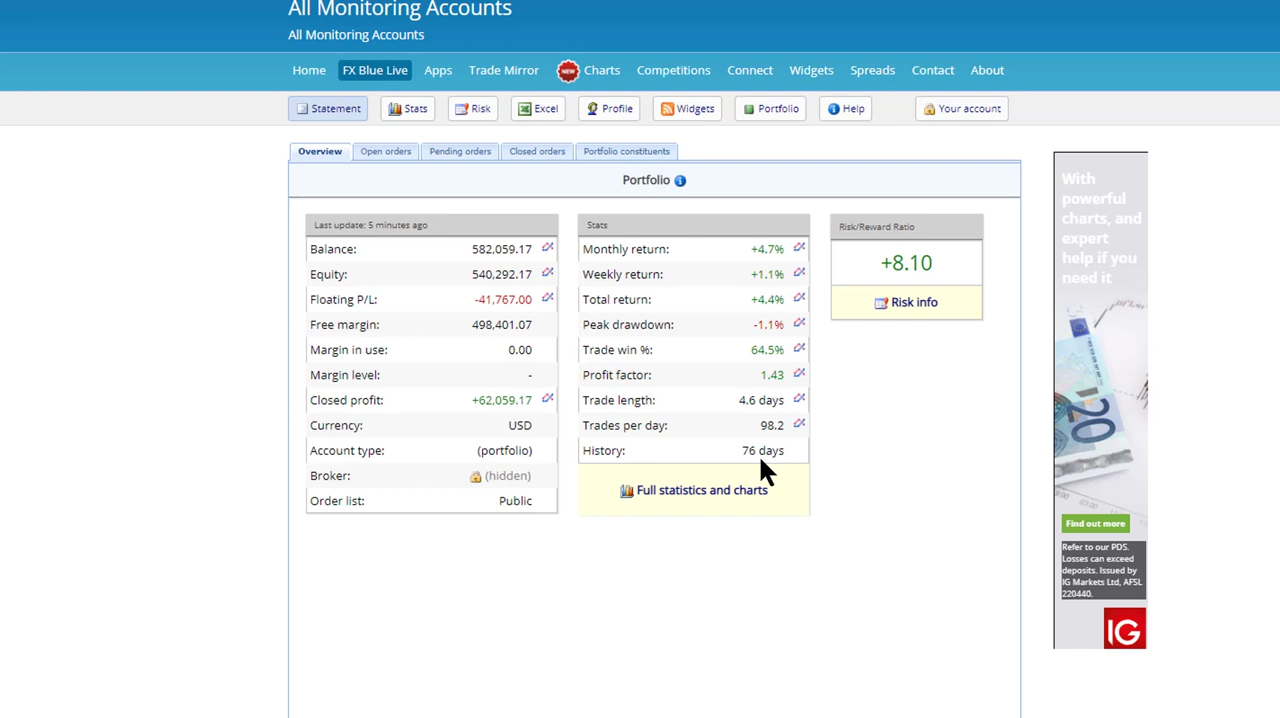 All Monitoring Accounts
All Monitoring Accounts
Home FX Blue Live Apps Trade Mirror NEW Charts Competitions Connect Widgets Spreads Contact About
Statement Stats Risk Excel Profile Widgets Portfolio Help Your account
Overview Open orders Pending orders Closed orders Portfolio constituents
Portfolio
Last update: 5 minutes ago
Balance: 582,059.17
Equity: 540,292.17
Floating P/L: -41,767.00
Free margin: 498,401.07
Margin in use: 0.00
Margin level: -
Closed profit: +62,059.17
Currency: USD
Account type: (portfolio)
Broker: (hidden)
Order list: Public
Stats
Monthly return: +4.7%
Weekly return: +1.1%
Total return: +4.4%
Peak drawdown: -1.1%
Trade win %: 64.5%
Profit factor: 1.43
Trade length: 4.6 days
Trades per day: 98.2
History: 76 days
Full statistics and charts
Risk/Reward Ratio
+8.10
Risk info
With
powerful
charts, and
expert
help if you
need it
20
Find out more
Refer to our PDS.
Losses can exceed
deposits. Issued by
IG Markets Ltd, AFSL
220440.
IG